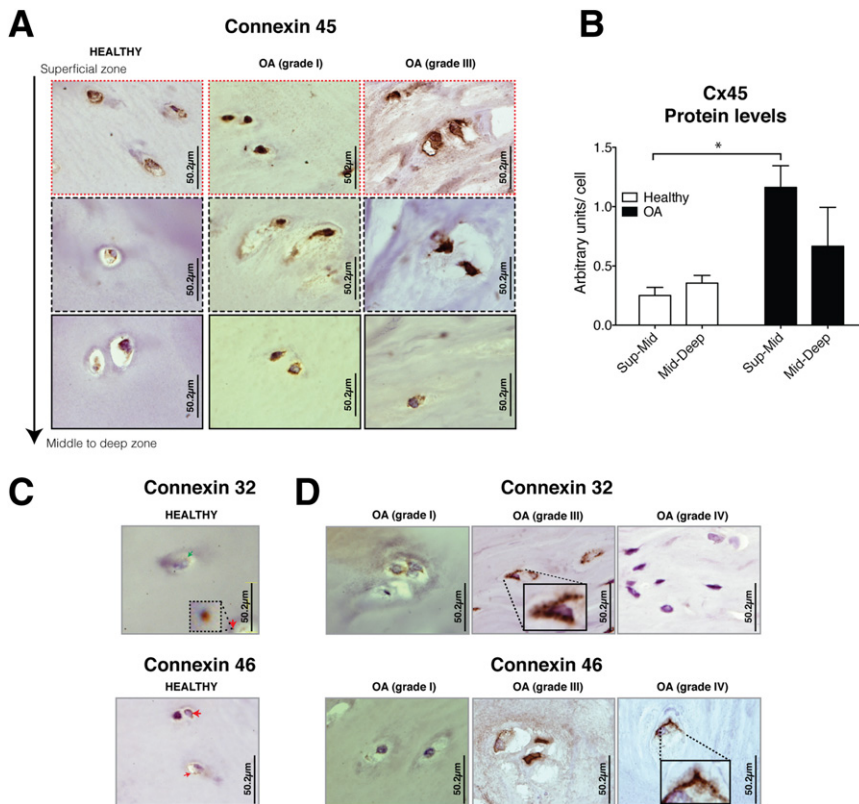 A
Connexin 45
HEALTHY
OA (grade I)
OA (grade III)
Superficial zone
50.2µm
50.2µm
50.2µm
50.2µm
50.2µm
50.2µm
50.2µm
50.2µm
50.2µm
Middle to deep zone
B
Cx45
Protein levels
*
Arbitrary units/ cell
1.5
1.0
0.5
0.0
Healthy
OA
Sup-Mid
Mid-Deep
Sup-Mid
Mid-Deep
C
Connexin 32
HEALTHY
50.2µm
Connexin 46
HEALTHY
50.2µm
D
Connexin 32
OA (grade I)
OA (grade III)
OA (grade IV)
50.2µm
50.2µm
50.2µm
Connexin 46
OA (grade I)
OA (grade III)
OA (grade IV)
50.2µm
50.2µm
50.2µm